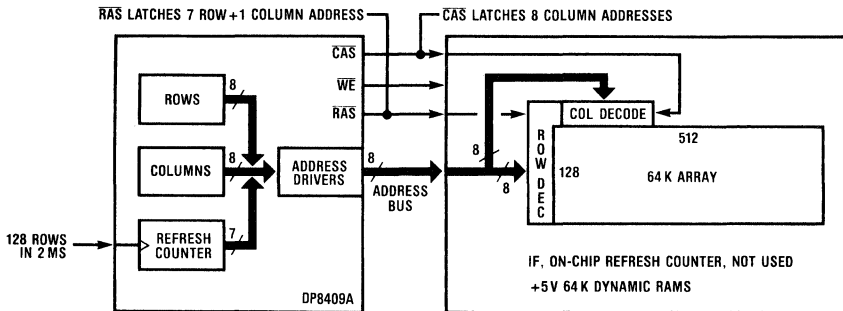 RAS LATCHES 7 ROW+1 COLUMN ADDRESS
CAS LATCHES 8 COLUMN ADDRESSES
CAS
WE
RAS
ROWS
8
COLUMNS
8
REFRESH
COUNTER
7
128 ROWS
IN 2 MS
ADDRESS
DRIVERS
8
ADDRESS
BUS
DP8409A
8
8
COL DECODE
ROW DEC
512
128
64K ARRAY
IF, ON-CHIP REFRESH COUNTER, NOT USED
+5V 64K DYNAMIC RAMS